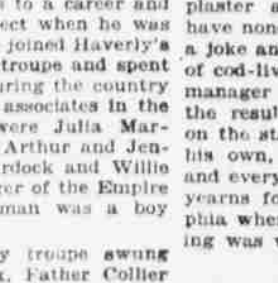 to a career and
ect when he was
joined Haverly's
troupe and spent
uring the country
associates in the
were Julia Mar-
Arthur and Jen-
rdock and Willie
er of the Empire
man was a boy
y troupe swung
Father Collier
plaster
have non
a joke an
of cod-liv
manager
the resul
on the st
his own,
and every
yearns fo
phia whe
ing was